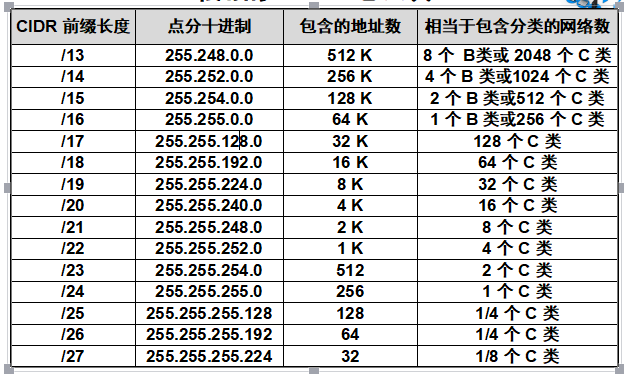 CIDR 前缀长度 点分十进制 包含的地址数 相当于包含分类的网络数
/13 255.248.0.0 512 K 8 个 B类或 2048 个 C 类
/14 255.252.0.0 256 K 4 个 B 类或1024 个 C 类
/15 255.254.0.0 128 K 2 个 B 类或512 个 C 类
/16 255.255.0.0 64 K 1 个 B 类或256 个 C 类
/17 255.255.128.0 32 K 128 个 C 类
/18 255.255.192.0 16 K 64 个 C 类
/19 255.255.224.0 8 K 32 个 C 类
/20 255.255.240.0 4 K 16 个 C 类
/21 255.255.248.0 2 K 8 个 C 类
/22 255.255.252.0 1 K 4 个 C 类
/23 255.255.254.0 512 2 个 C 类
/24 255.255.255.0 256 1 个 C 类
/25 255.255.255.128 128 1/4 个 C 类
/26 255.255.255.192 64 1/4 个 C 类
/27 255.255.255.224 32 1/8 个 C 类